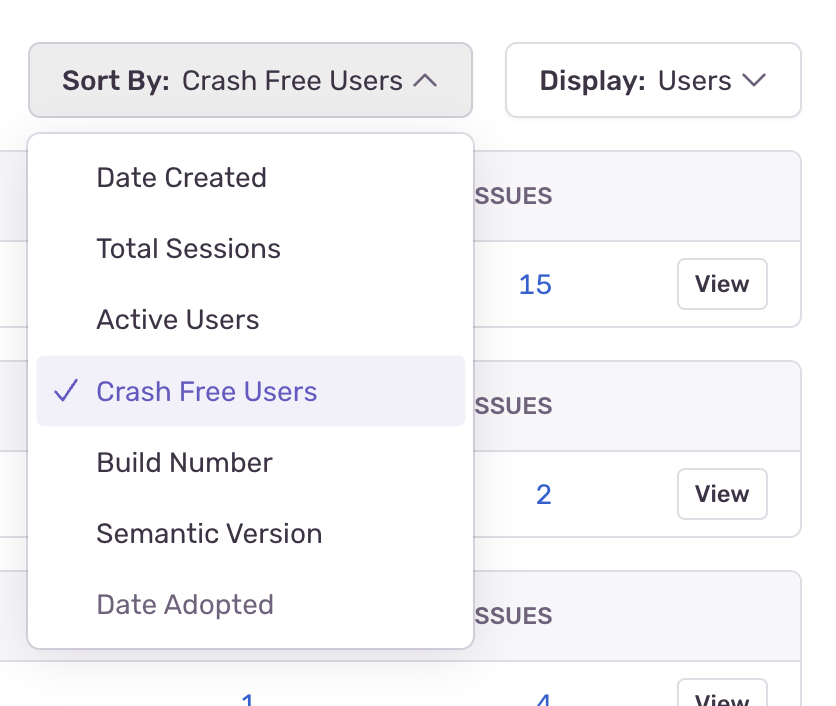 Sort By: Crash Free Users
Display: Users
Date Created
Total Sessions
Active Users
Crash Free Users
Build Number
Semantic Version
Date Adopted
SSUES
15 View
SSUES
2 View
SSUES
1 4 View